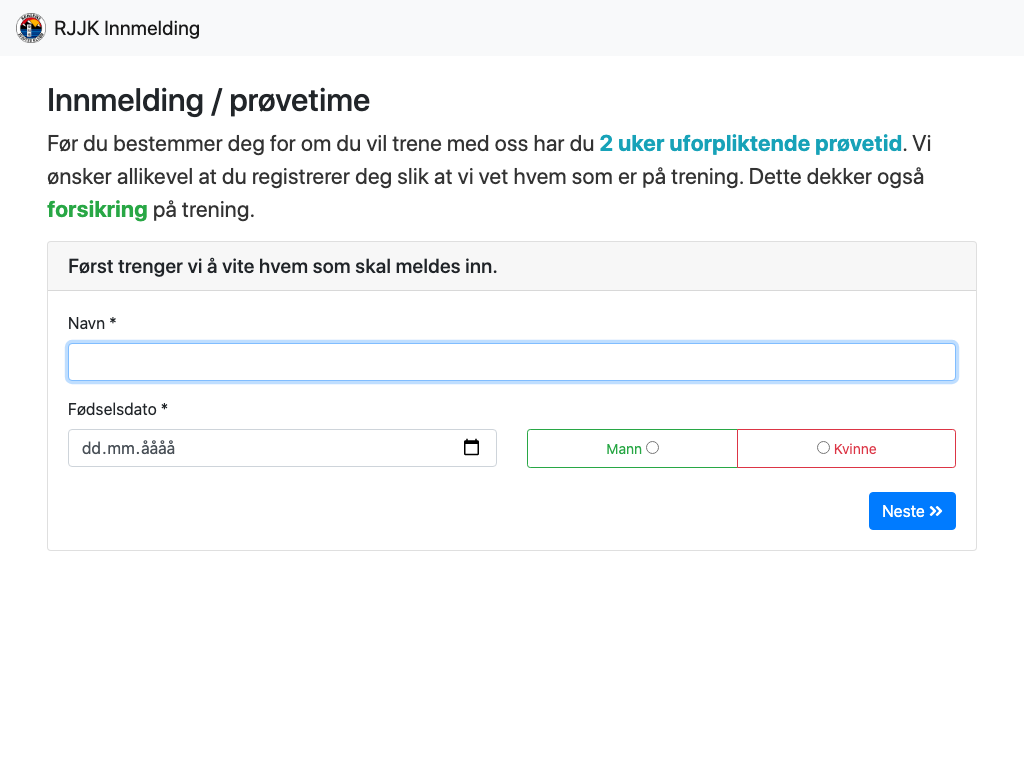 RJJK Innmelding
Innmelding / prøvetime
Før du bestemmer deg for om du vil trene med oss har du 2 uker uforpliktende prøvetid. Vi
ønsker allikevel at du registrerer deg slik at vi vet hvem som er på trening. Dette dekker også
forsikring på trening.
Først trenger vi å vite hvem som skal meldes inn.
Navn *
Fødselsdato *
dd.mm.åååå
Mann
Kvinne
Neste »